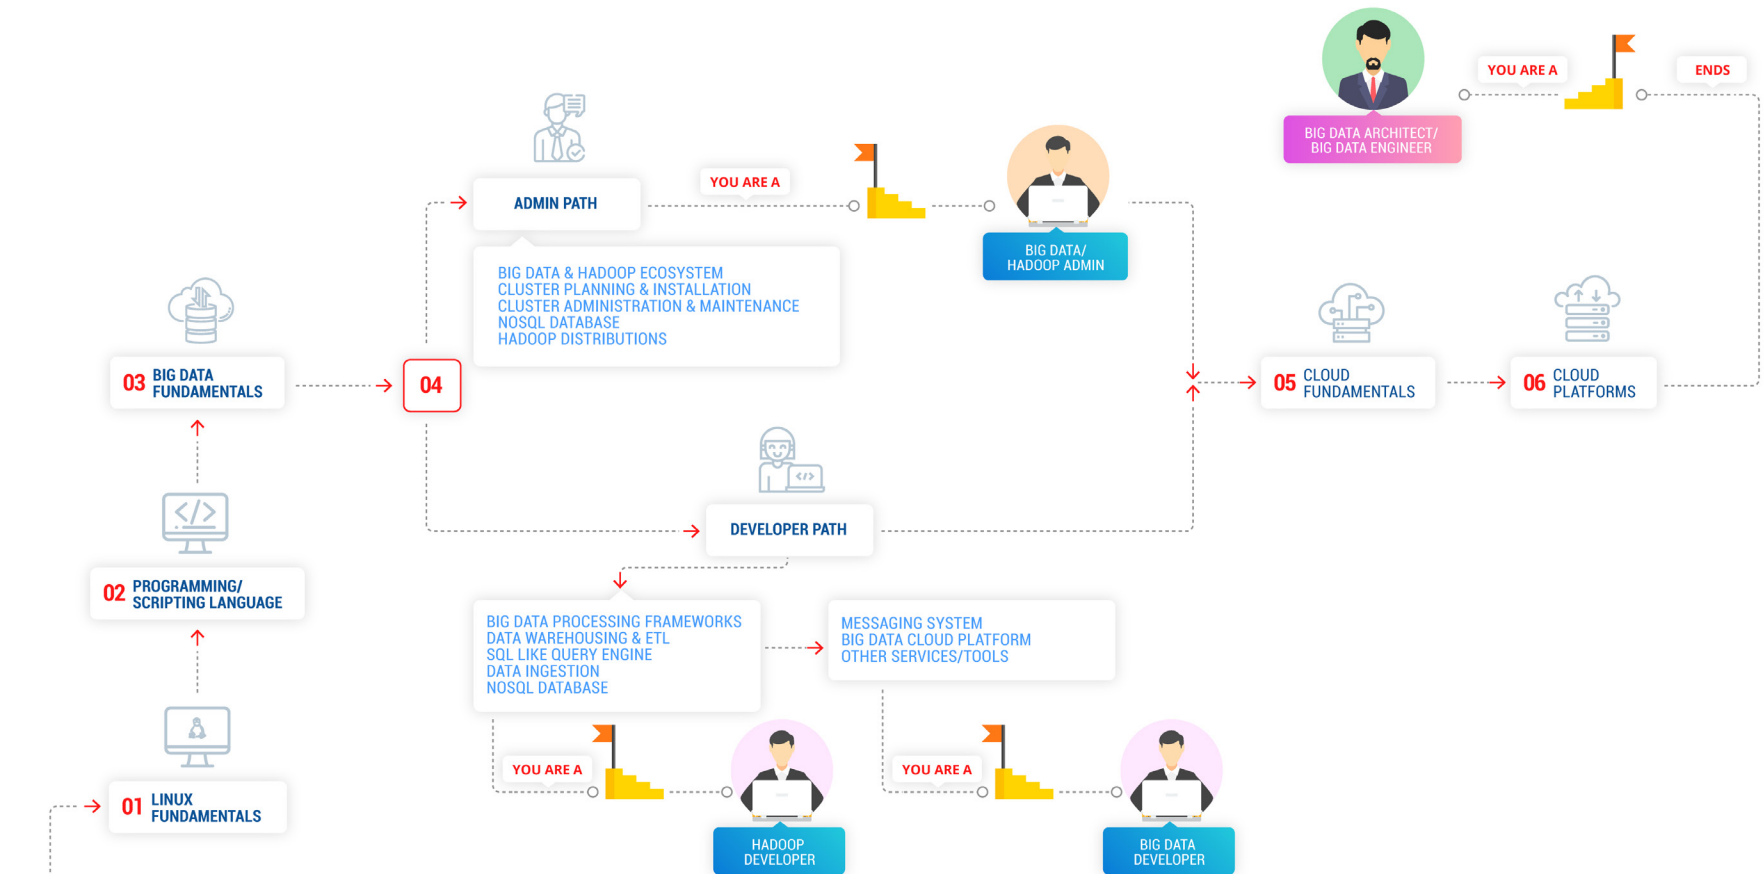 YOU ARE A
ENDS
BIG DATA ARCHITECT/
BIG DATA ENGINEER
ADMIN PATH
YOU ARE A
BIG DATA/
HADOOP ADMIN
BIG DATA & HADOOP ECOSYSTEM
CLUSTER PLANNING & INSTALLATION
CLUSTER ADMINISTRATION & MAINTENANCE
NOSQL DATABASE
HADOOP DISTRIBUTIONS
03 BIG DATA
FUNDAMENTALS
04
05 CLOUD
FUNDAMENTALS
06 CLOUD
PLATFORMS
DEVELOPER PATH
02 PROGRAMMING/
SCRIPTING LANGUAGE
BIG DATA PROCESSING FRAMEWORKS
DATA WAREHOUSING & ETL
SQL LIKE QUERY ENGINE
DATA INGESTION
NOSQL DATABASE
MESSAGING SYSTEM
BIG DATA CLOUD PLATFORM
OTHER SERVICES/TOOLS
YOU ARE A
HADOOP
DEVELOPER
YOU ARE A
BIG DATA
DEVELOPER
01 LINUX
FUNDAMENTALS